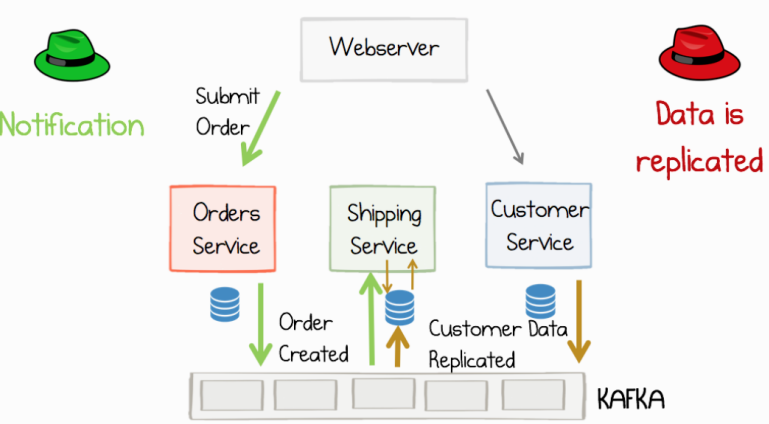 Webserver
Notification
Submit
Order
Data is
replicated
Orders
Service
Shipping
Service
Customer
Service
Order
Created
Customer Data
Replicated
KAFKA